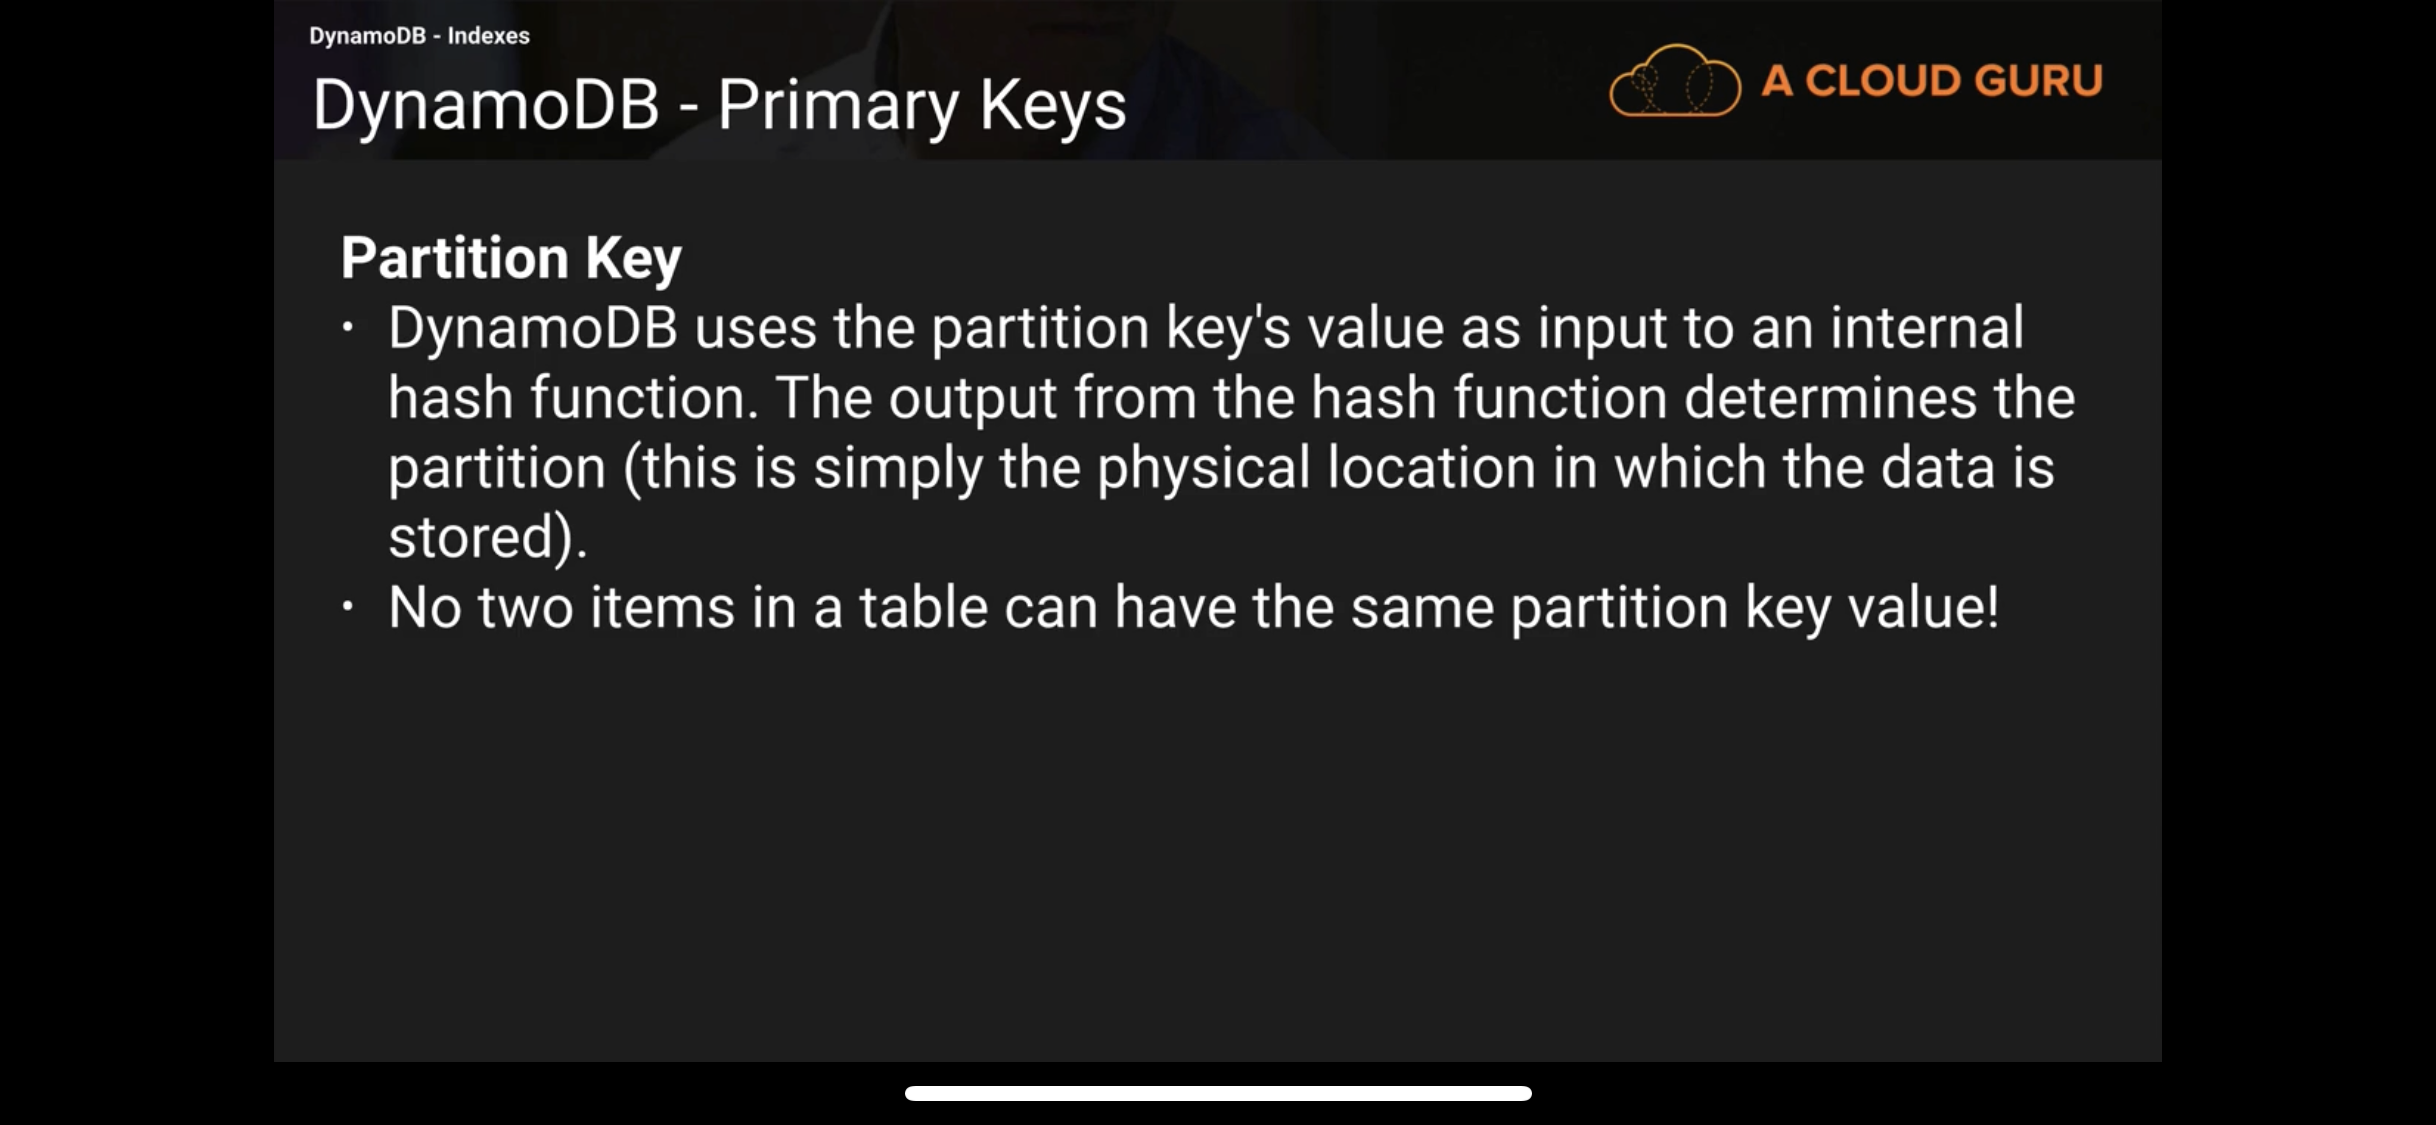 DynamoDB - Indexes
DynamoDB - Primary Keys
A CLOUD GURU
Partition Key
• DynamoDB uses the partition key's value as input to an internal
hash function. The output from the hash function determines the
partition (this is simply the physical location in which the data is
stored).
• No two items in a table can have the same partition key value!